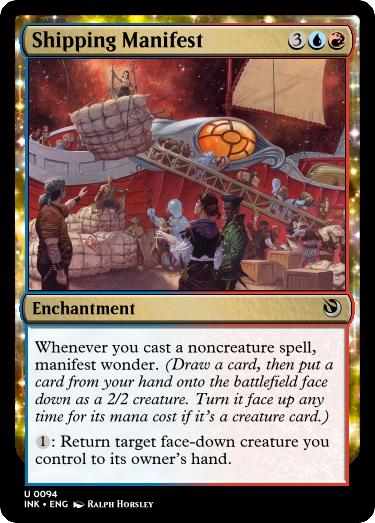 Shipping Manifest
3
Enchantment
Whenever you cast a noncreature spell,
manifest wonder. (Draw a card, then put a
card from your hand onto the battlefield face
down as a 2/2 creature. Turn it face up any
time for its mana cost if it's a creature card.)
1: Return target face-down creature you
control to its owner's hand.
U 0094
INK • ENG Ralph Horsley